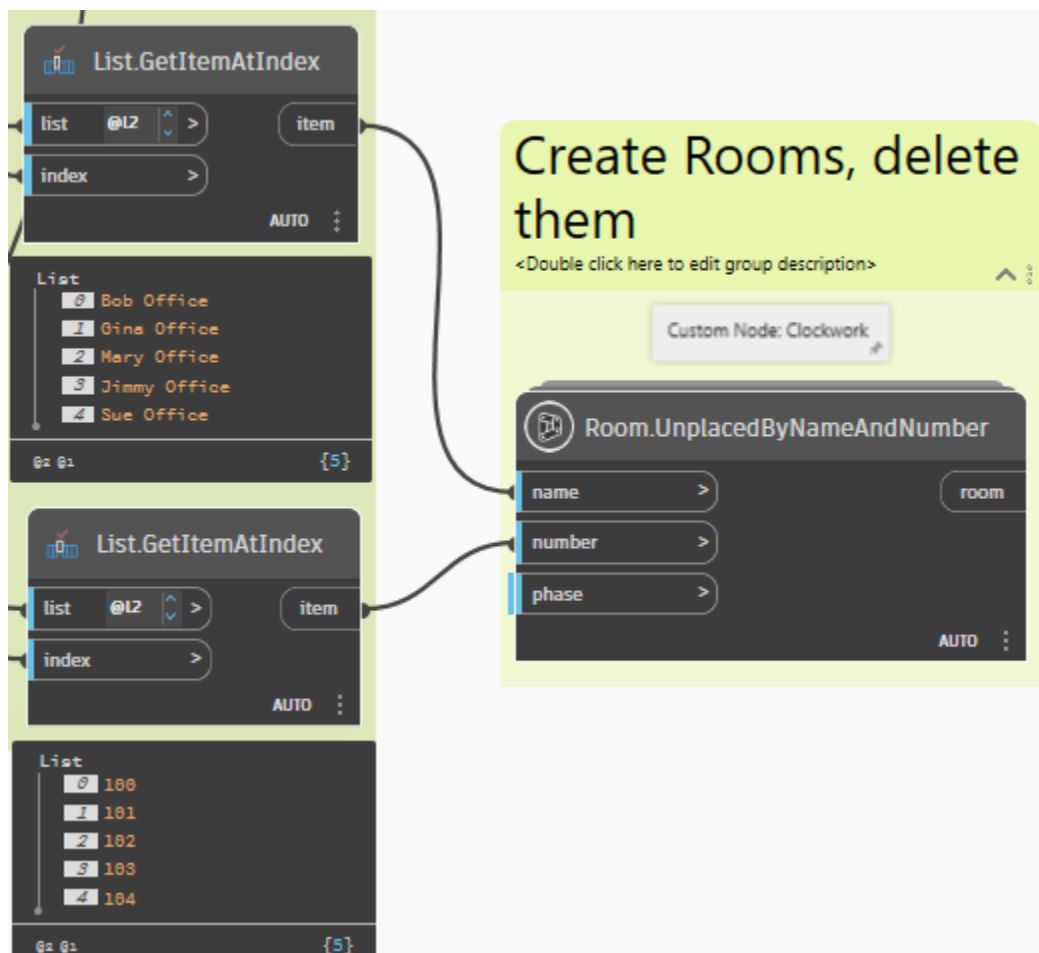 List.GetItemAtIndex
list @L2 > item
index >
AUTO
List
0 Bob Office
1 Gina Office
2 Mary Office
3 Jimmy Office
4 Sue Office
@2 @1 {5}
List.GetItemAtIndex
list @L2 > item
index >
AUTO
List
0 100
1 101
2 102
3 103
4 104
@2 @1 {5}
Create Rooms, delete
them
<Double click here to edit group description>
Custom Node: Clockwork
Room.UnplacedByNameAndNumber
name > room
number >
phase >
AUTO